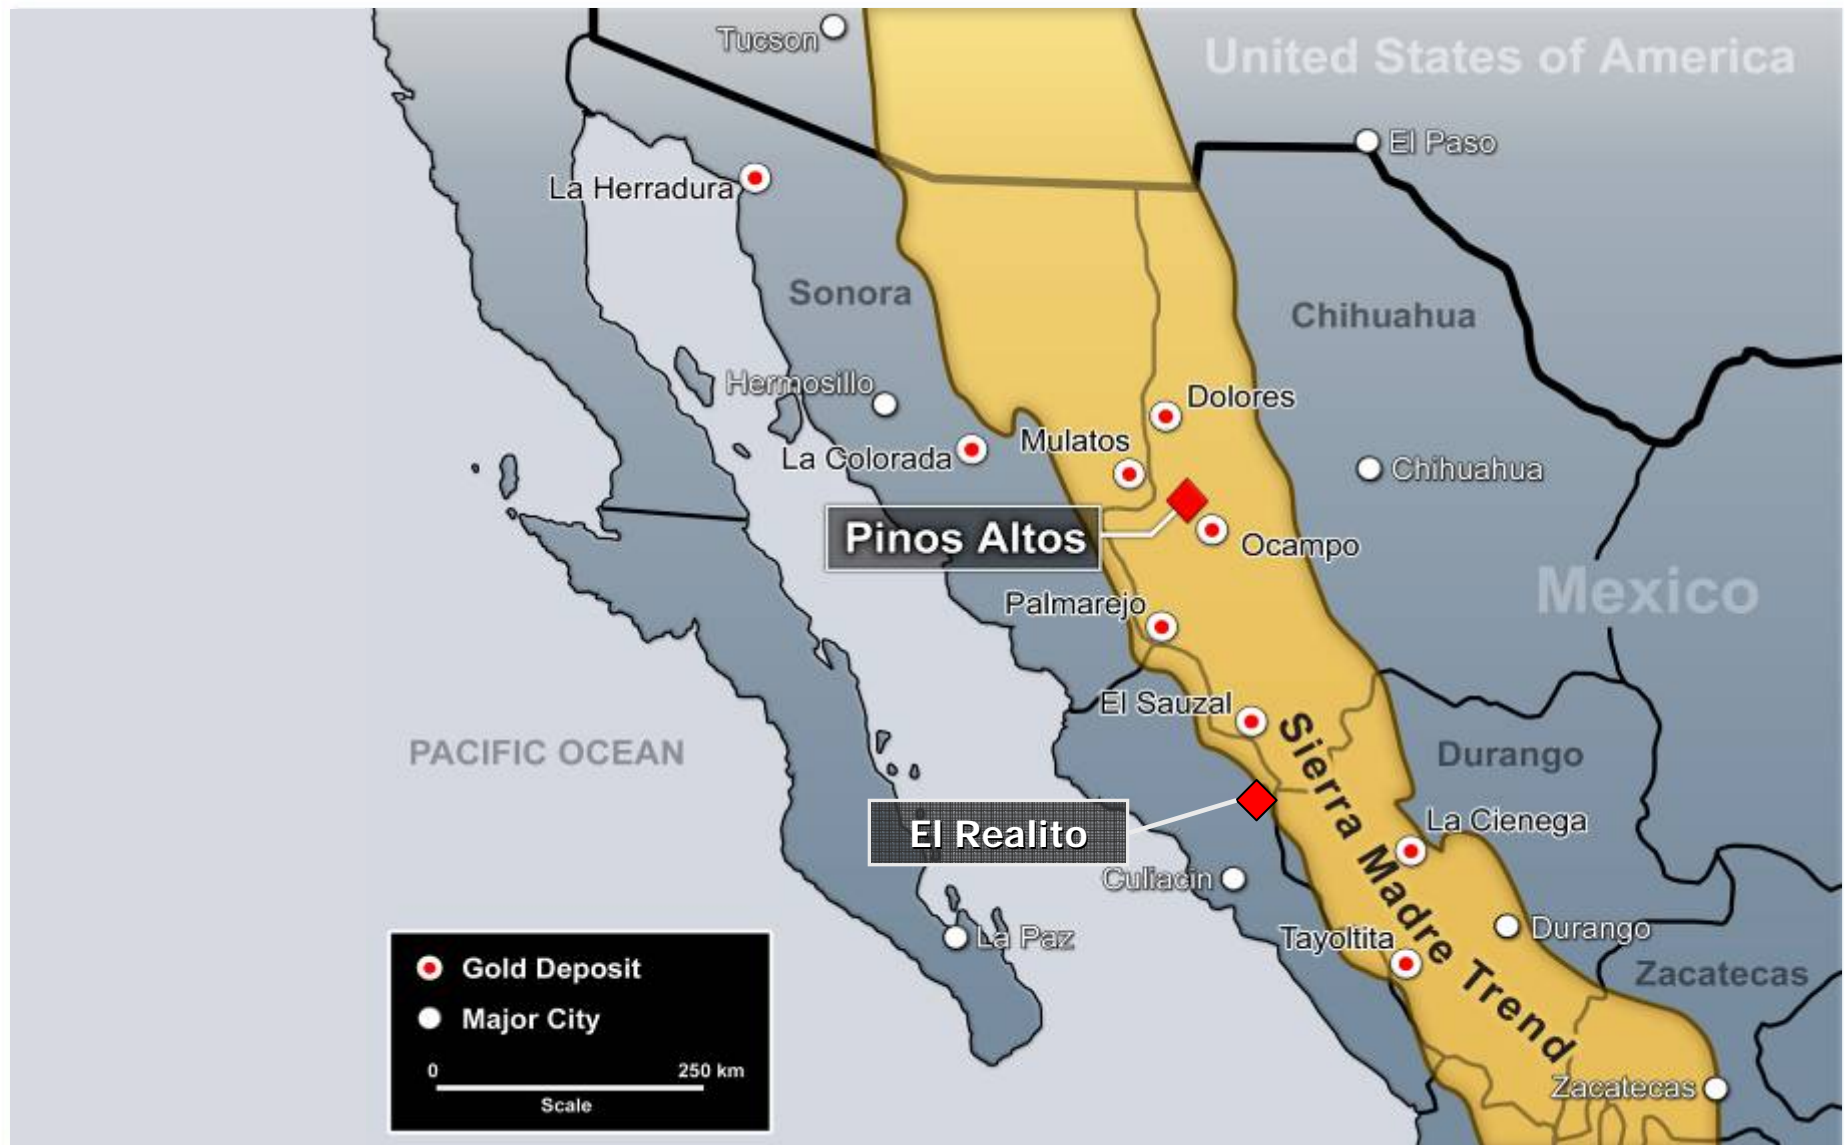 Tucson
United States of America
El Paso
La Herradura
Sonora
Chihuahua
Hermosillo
Dolores
Mulatos
La Colorada
Chihuahua
Pinos Altos
Ocampo
Mexico
Palmarejo
El Sauzal
Sierra Madre Trend
PACIFIC OCEAN
Durango
La Cienega
El Realito
Culiacin
Durango
Tayoltita
La Paz
Zacatecas
Gold Deposit
Major City
0 250 km
Scale
Zacatecas